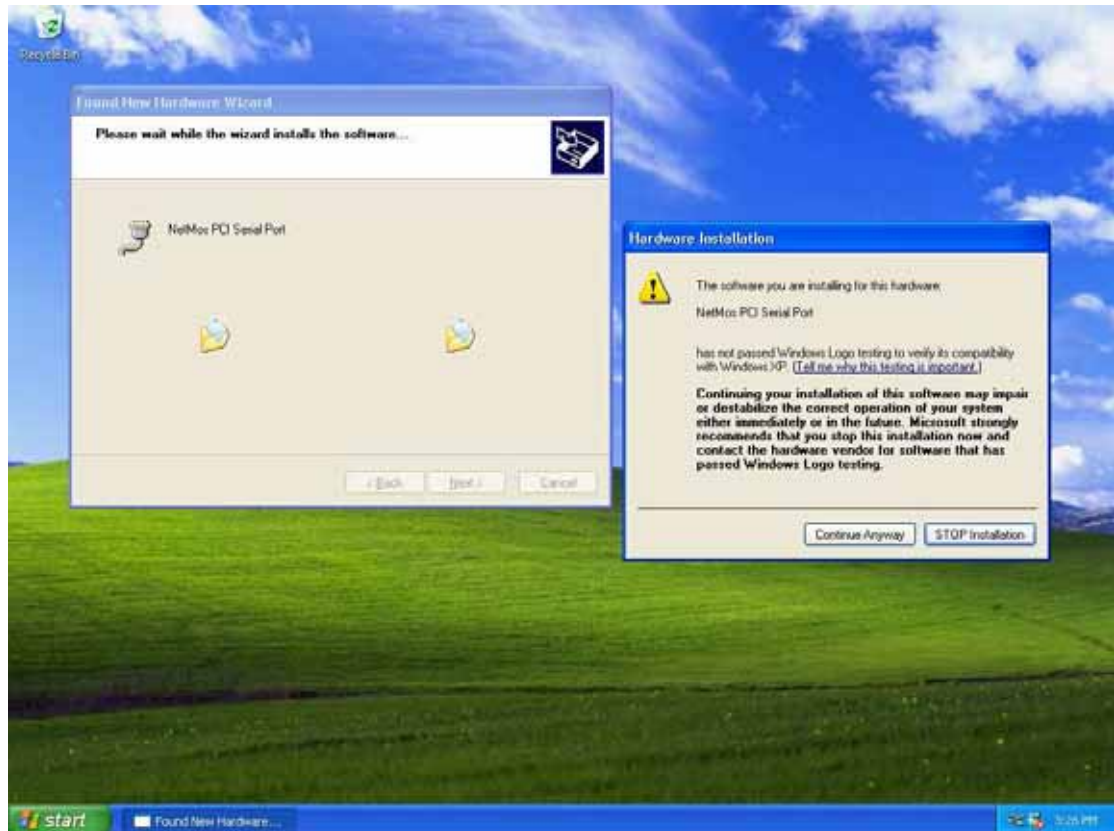 Recycle Bin
Found New Hardware Wizard
Please wait while the wizard installs the software...
NetMos PCI Serial Port
< Back
Next >
Cancel
Hardware Installation
The software you are installing for this hardware:
NetMos PCI Serial Port
has not passed Windows Logo testing to verify its compatibility
with Windows XP. (Tell me why this testing is important.)
Continuing your installation of this software may impair
or destabilize the correct operation of your system
either immediately or in the future. Microsoft strongly
recommends that you stop this installation now and
contact the hardware vendor for software that has
passed Windows Logo testing.
Continue Anyway
STOP Installation
start
Found New Hardware...